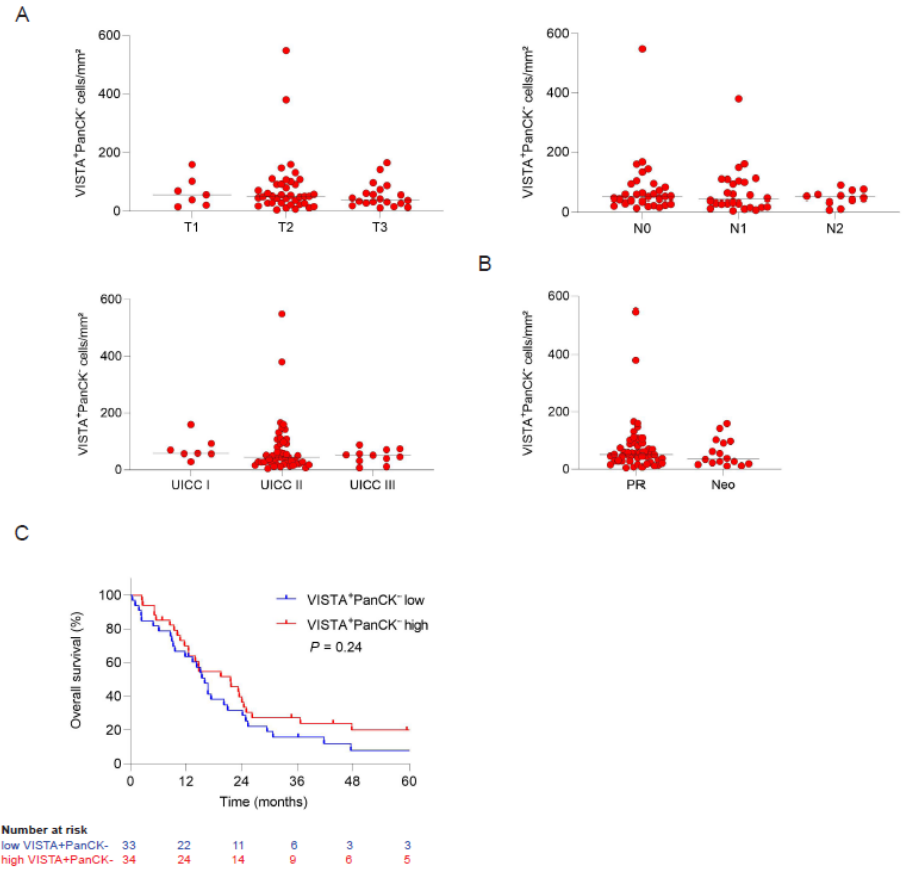 A
VISTA⁺PanCK⁻ cells/mm²
600
400
200
0
T1 T2 T3
VISTA⁺PanCK⁻ cells/mm²
600
400
200
0
N0 N1 N2
VISTA⁺PanCK⁻ cells/mm²
600
400
200
0
UICC I UICC II UICC III
B
VISTA⁺PanCK⁻ cells/mm²
600
400
200
0
PR Neo
C
Overall survival (%)
100
80
60
40
20
0
VISTA⁺PanCK⁻ low
VISTA⁺PanCK⁻ high
P = 0.24
0 12 24 36 48 60
Time (months)
Number at risk
low VISTA+PanCK- 33 22 11 6 3 3
high VISTA+PanCK- 34 24 14 9 6 5